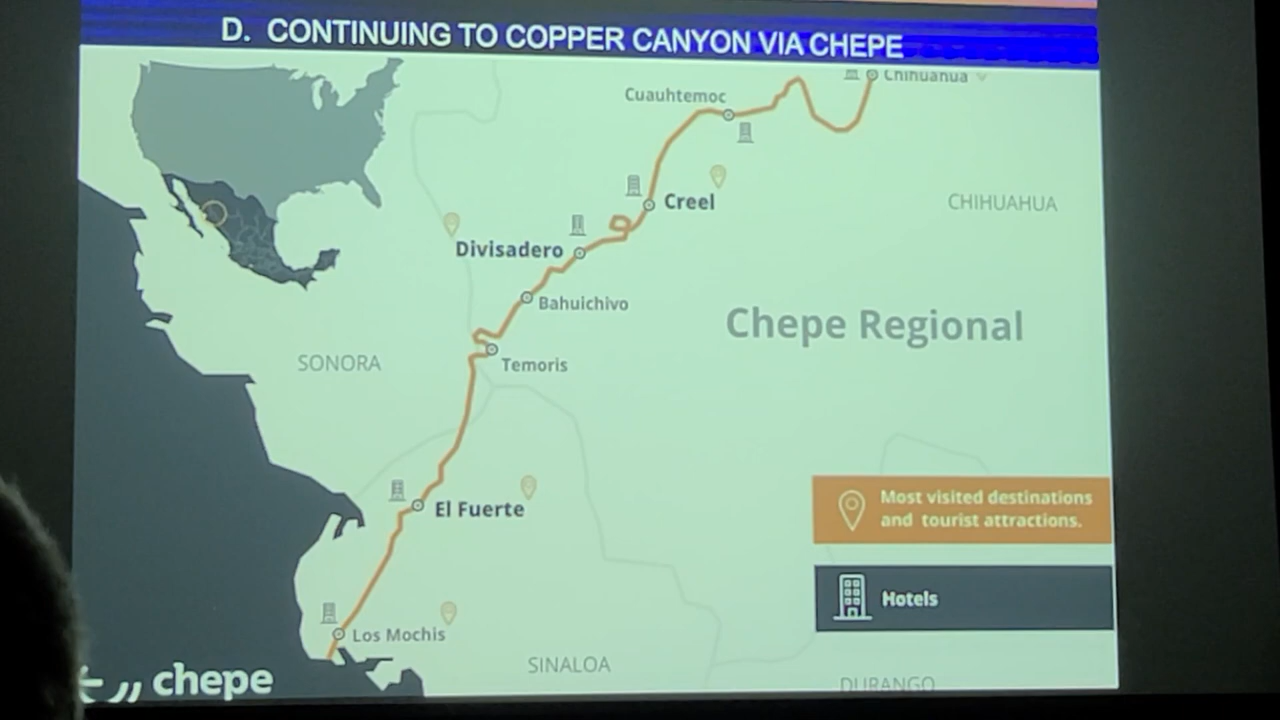 D. CONTINUING TO COPPER CANYON VIA CHEPE
Chihuahua
Cuauhtemoc
Creel
CHIHUAHUA
Divisadero
Bahuichivo
Chepe Regional
SONORA
Temoris
Most visited destinations
and tourist attractions.
El Fuerte
Hotels
Los Mochis
SINALOA
chepe
DURANGO